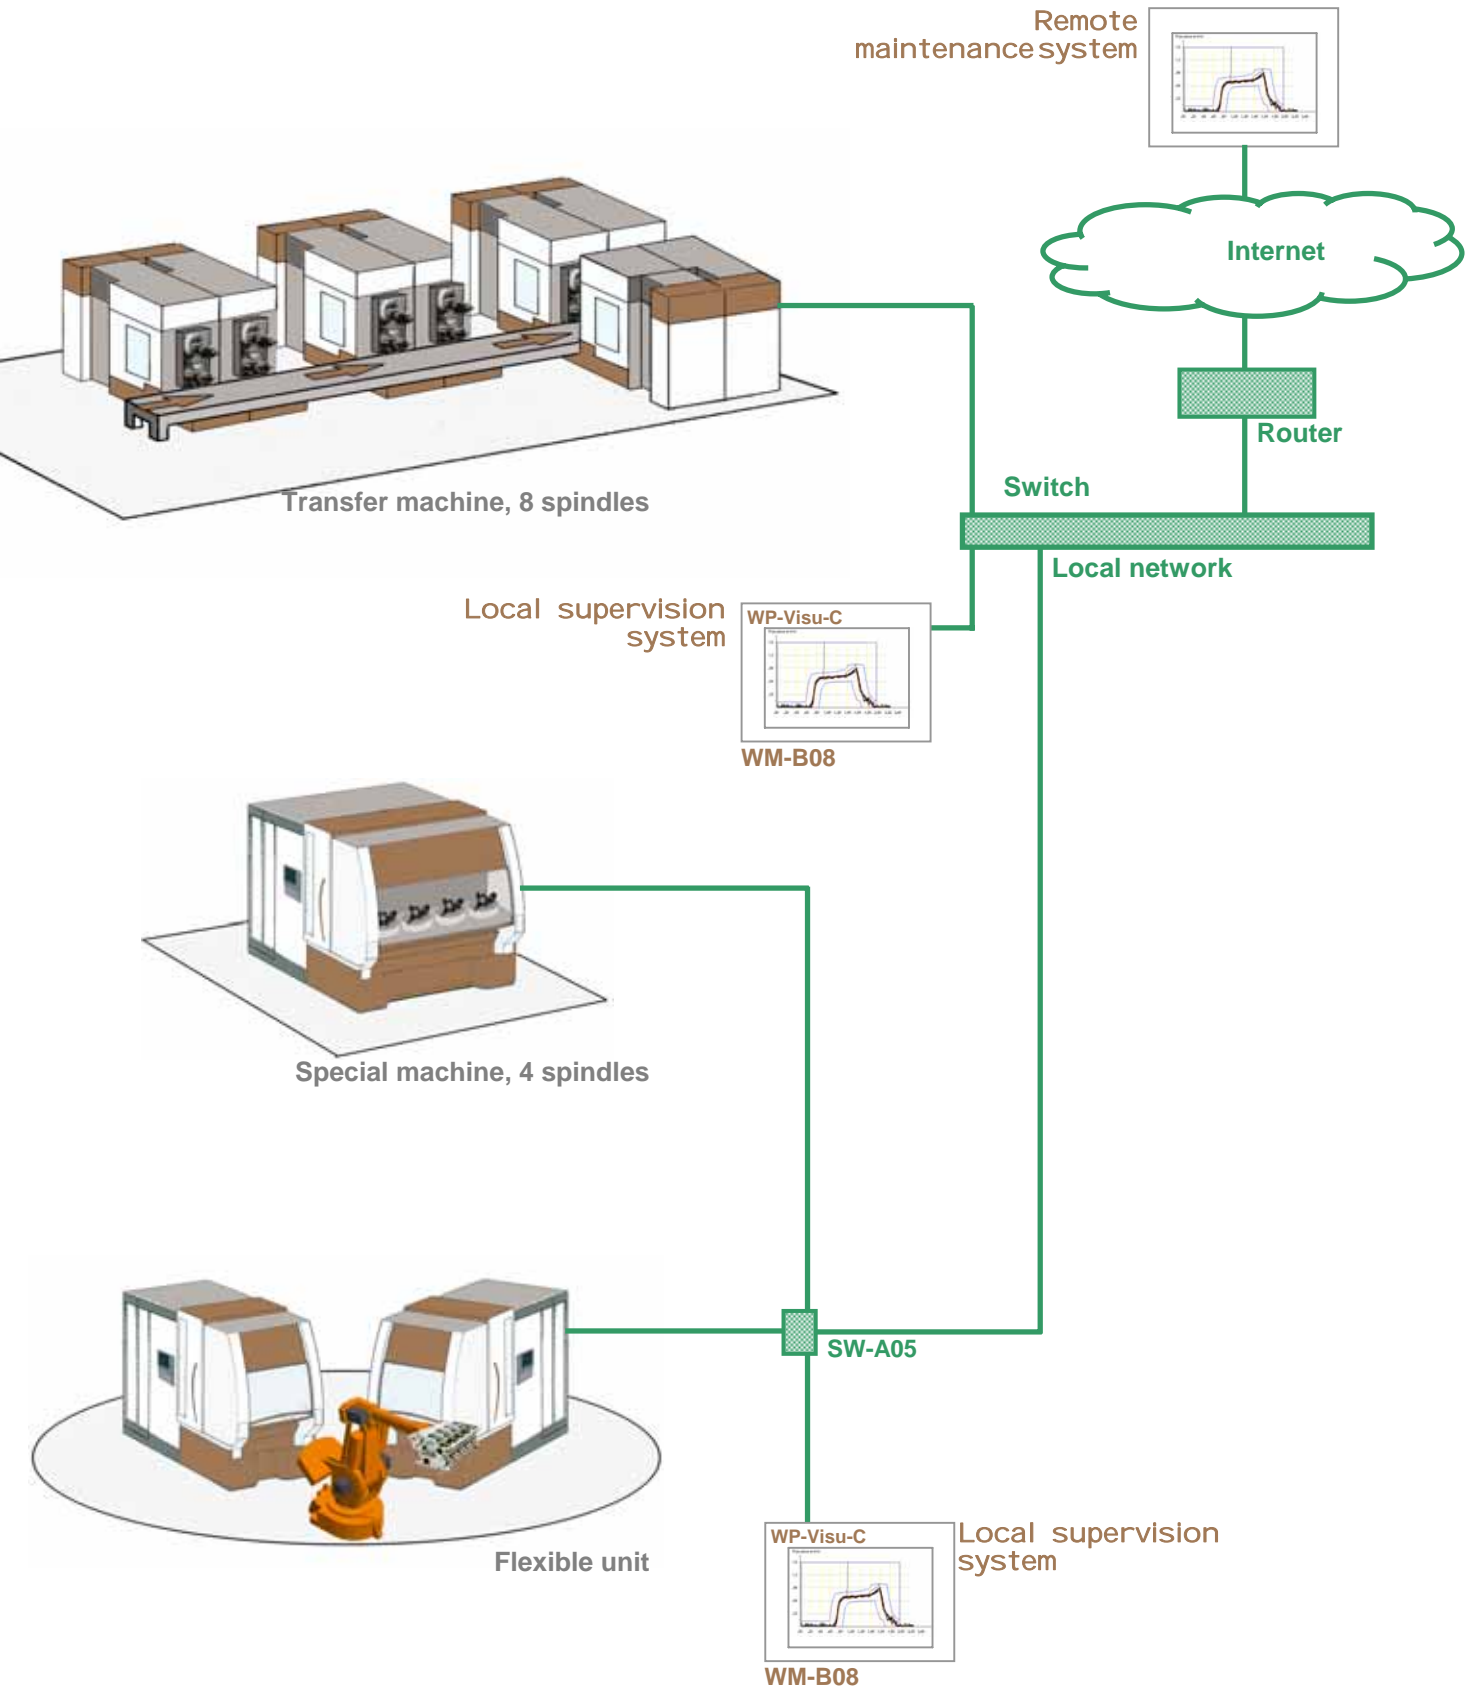 Remote
maintenance system
Internet
Router
Switch
Local network
Transfer machine, 8 spindles
Local supervision
system
WP-Visu-C
WM-B08
Special machine, 4 spindles
SW-A05
Flexible unit
WP-Visu-C
Local supervision
system
WM-B08